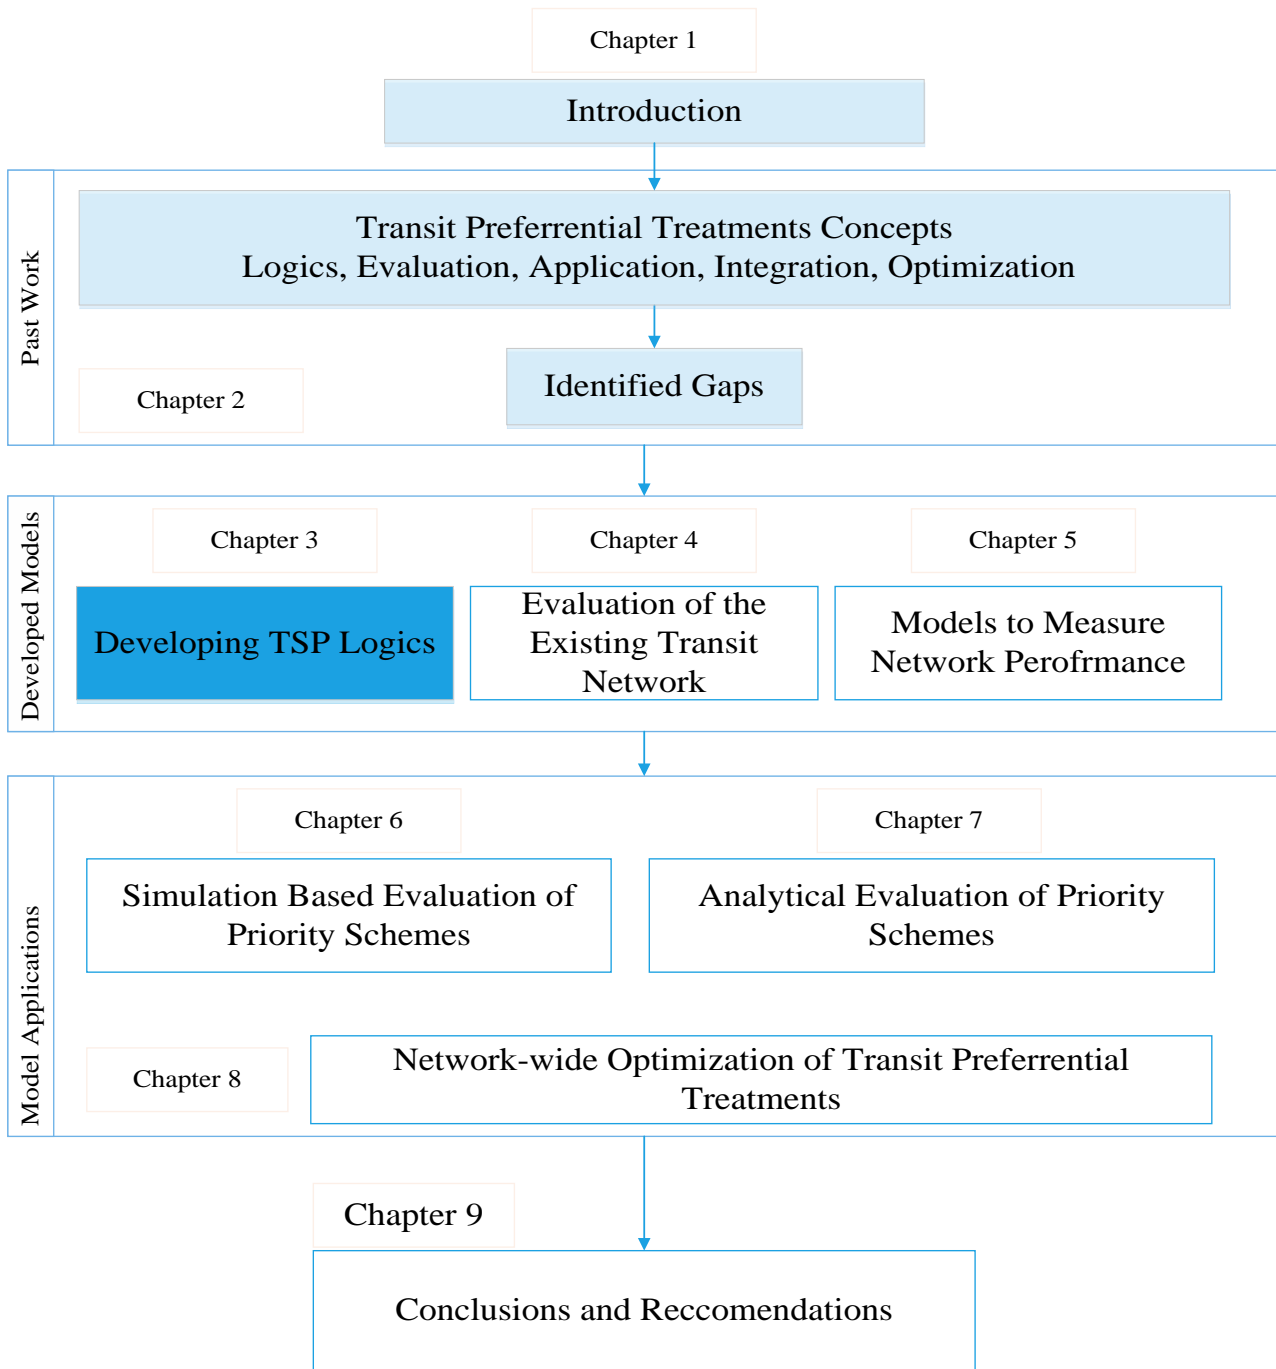 Chapter 1
Introduction
Past Work
Transit Preferrential Treatments Concepts
Logics, Evaluation, Application, Integration, Optimization
Identified Gaps
Chapter 2
Developed Models
Chapter 3
Chapter 4
Chapter 5
Developing TSP Logics
Evaluation of the
Existing Transit
Network
Models to Measure
Network Perofrmance
Model Applications
Chapter 6
Chapter 7
Simulation Based Evaluation of
Priority Schemes
Analytical Evaluation of Priority
Schemes
Chapter 8
Network-wide Optimization of Transit Preferrential
Treatments
Chapter 9
Conclusions and Reccomendations